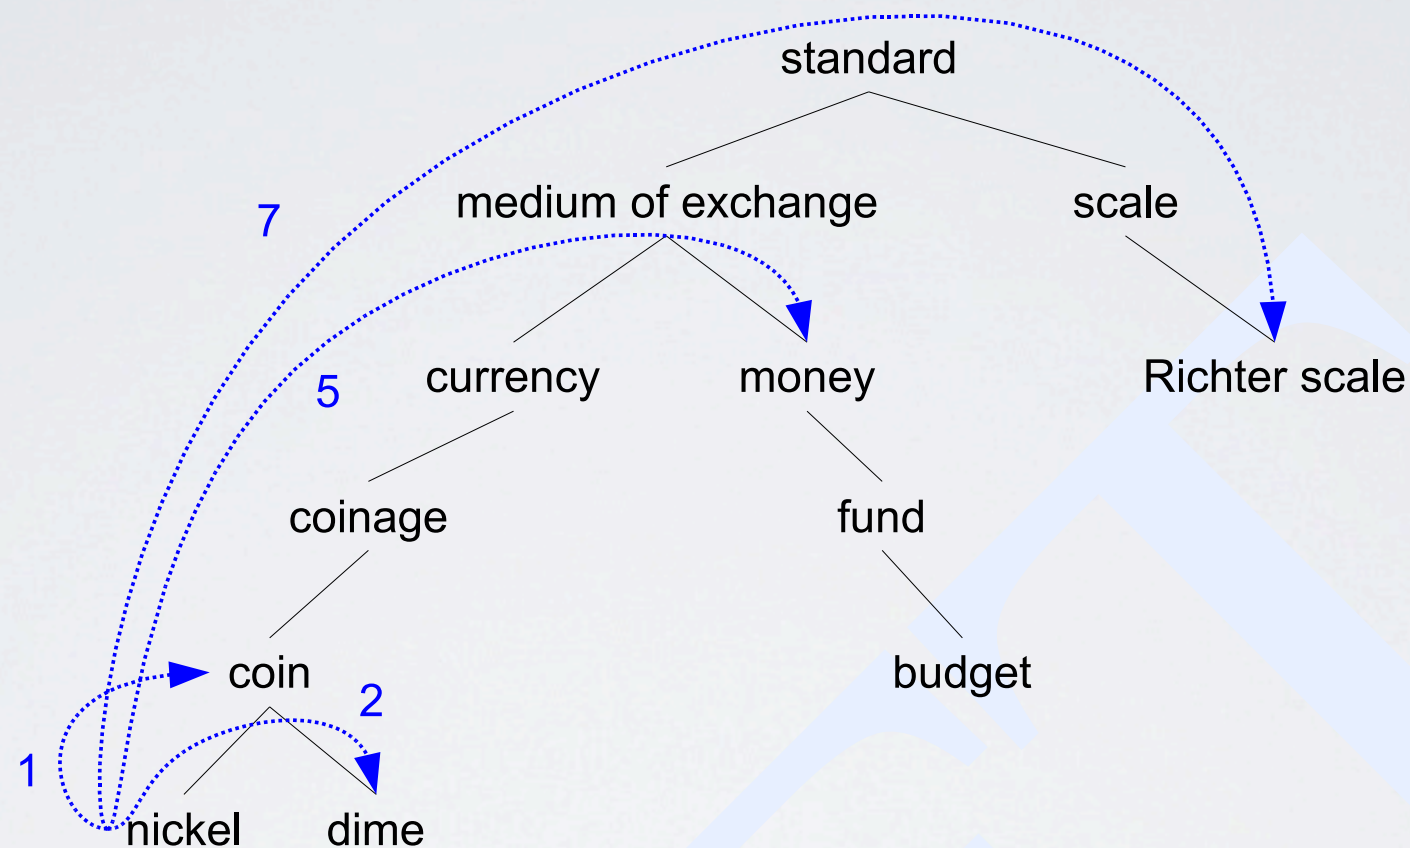 standard
7
medium of exchange
scale
5
currency
money
Richter scale
coinage
fund
coin
2
budget
1
nickel
dime